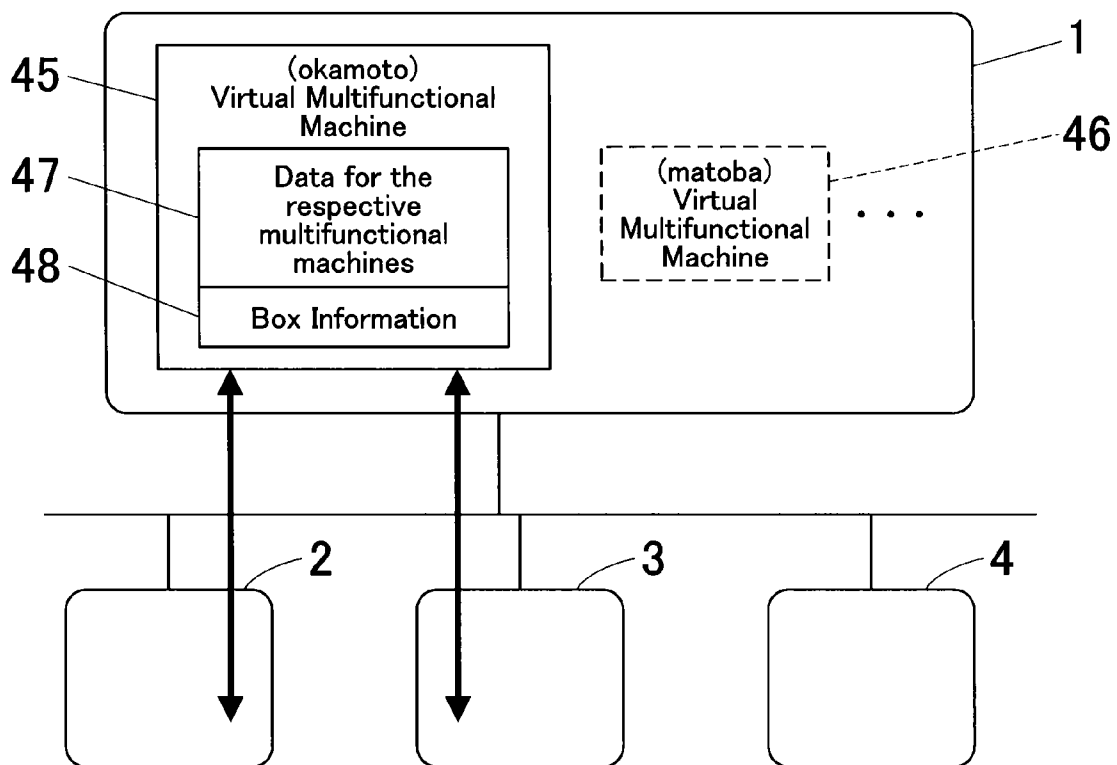 45
(okamoto)
Virtual Multifunctional
Machine
1
47
Data for the
respective
multifunctional
machines
46
(matoba)
Virtual
Multifunctional
Machine
• • •
48
Box Information
2
3
4